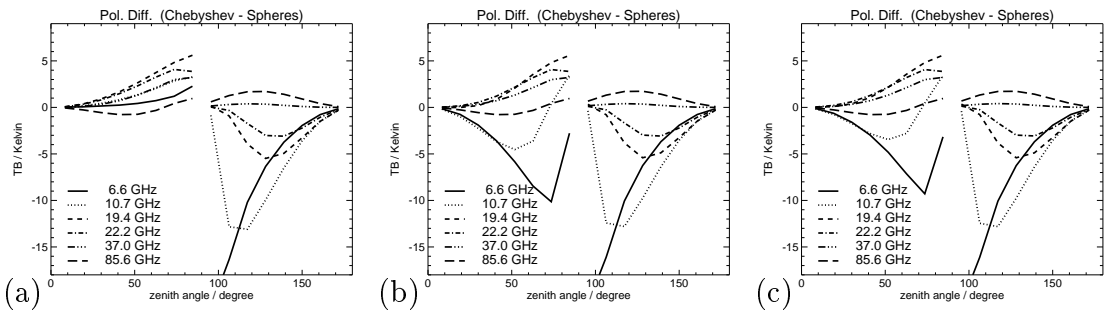 (a)
Pol. Diff. (Chebyshev - Spheres)
TB / Kelvin
5
0
-5
-10
-15
6.6 GHz
10.7 GHz
19.4 GHz
22.2 GHz
37.0 GHz
85.6 GHz
0 50 100 150
zenith angle / degree
(b)
Pol. Diff. (Chebyshev - Spheres)
TB / Kelvin
5
0
-5
-10
-15
6.6 GHz
10.7 GHz
19.4 GHz
22.2 GHz
37.0 GHz
85.6 GHz
0 50 100 150
zenith angle / degree
(c)
Pol. Diff. (Chebyshev - Spheres)
TB / Kelvin
5
0
-5
-10
-15
6.6 GHz
10.7 GHz
19.4 GHz
22.2 GHz
37.0 GHz
85.6 GHz
0 50 100 150
zenith angle / degree